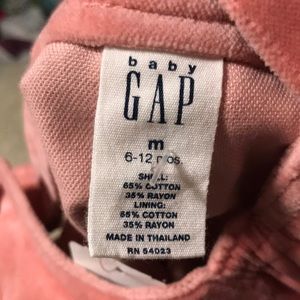 baby
GAP
m
6-12 mos.
SHELL:
65% COTTON
35% RAYON
LINING:
65% COTTON
35% RAYON
MADE IN THAILAND
RN 54023